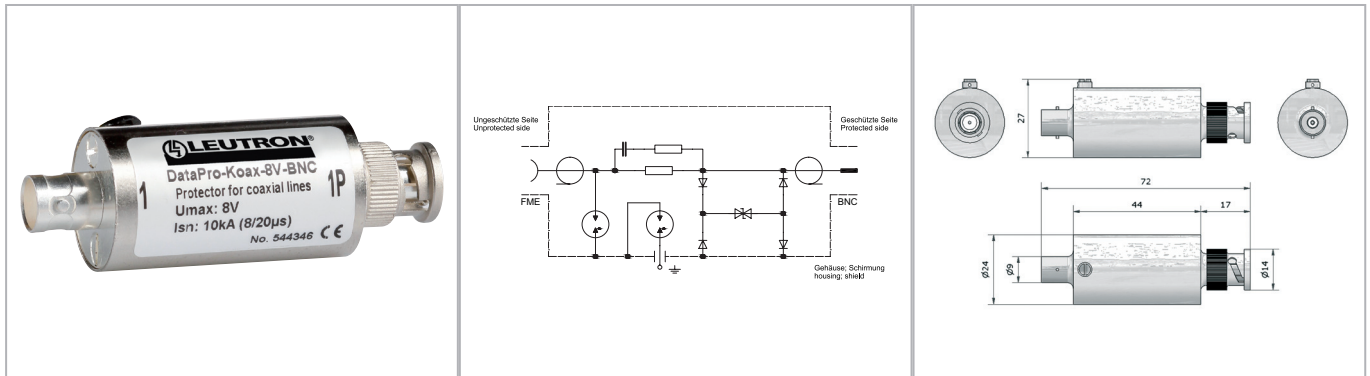 LEUTRON®
DataPro-Koax-8V-BNC
Protector for coaxial lines
1
1P
Umax: 8V
Isn: 10kA (8/20µs)
No. 544346 CE
Ungeschützte Seite
Unprotected side
Geschützte Seite
Protected side
FME
BNC
Gehäuse; Schirmung
housing; shield
27
72
44
17
Ø24
Ø9
Ø14